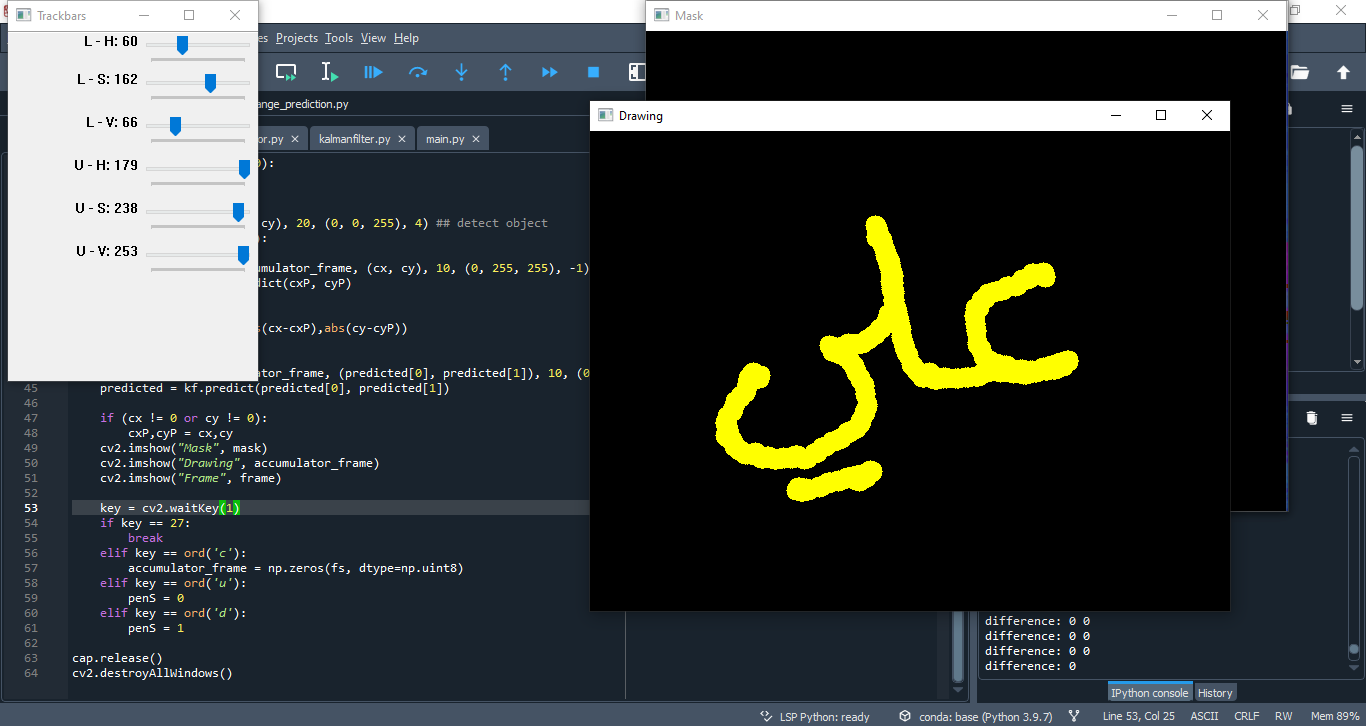 Trackbars
L - H: 60
L - S: 162
L - V: 66
U - H: 179
U - S: 238
U - V: 253
Mask
Drawing
علي
es Projects Tools View Help
ange_prediction.py
or.py × kalmanfilter.py × main.py ×
):
cy), 20, (0, 0, 255), 4) ## detect object
:
umulator_frame, (cx, cy), 10, (0, 255, 255), -1)
dict(cxP, cyP)
s(cx-cxP),abs(cy-cyP))
ator_frame, (predicted[0], predicted[1]), 10, (0
45 predicted = kf.predict(predicted[0], predicted[1])
46
47 if (cx != 0 or cy != 0):
48 cxP,cyP = cx,cy
49 cv2.imshow("Mask", mask)
50 cv2.imshow("Drawing", accumulator_frame)
51 cv2.imshow("Frame", frame)
52
53 key = cv2.waitKey(1)
54 if key == 27:
55 break
56 elif key == ord('c'):
57 accumulator_frame = np.zeros(fs, dtype=np.uint8)
58 elif key == ord('u'):
59 penS = 0
60 elif key == ord('d'):
61 penS = 1
62
63 cap.release()
64 cv2.destroyAllWindows()
difference: 0 0
difference: 0 0
difference: 0 0
difference: 0
IPython console History
LSP Python: ready conda: base (Python 3.9.7) Line 53, Col 25 ASCII CRLF RW Mem 89%